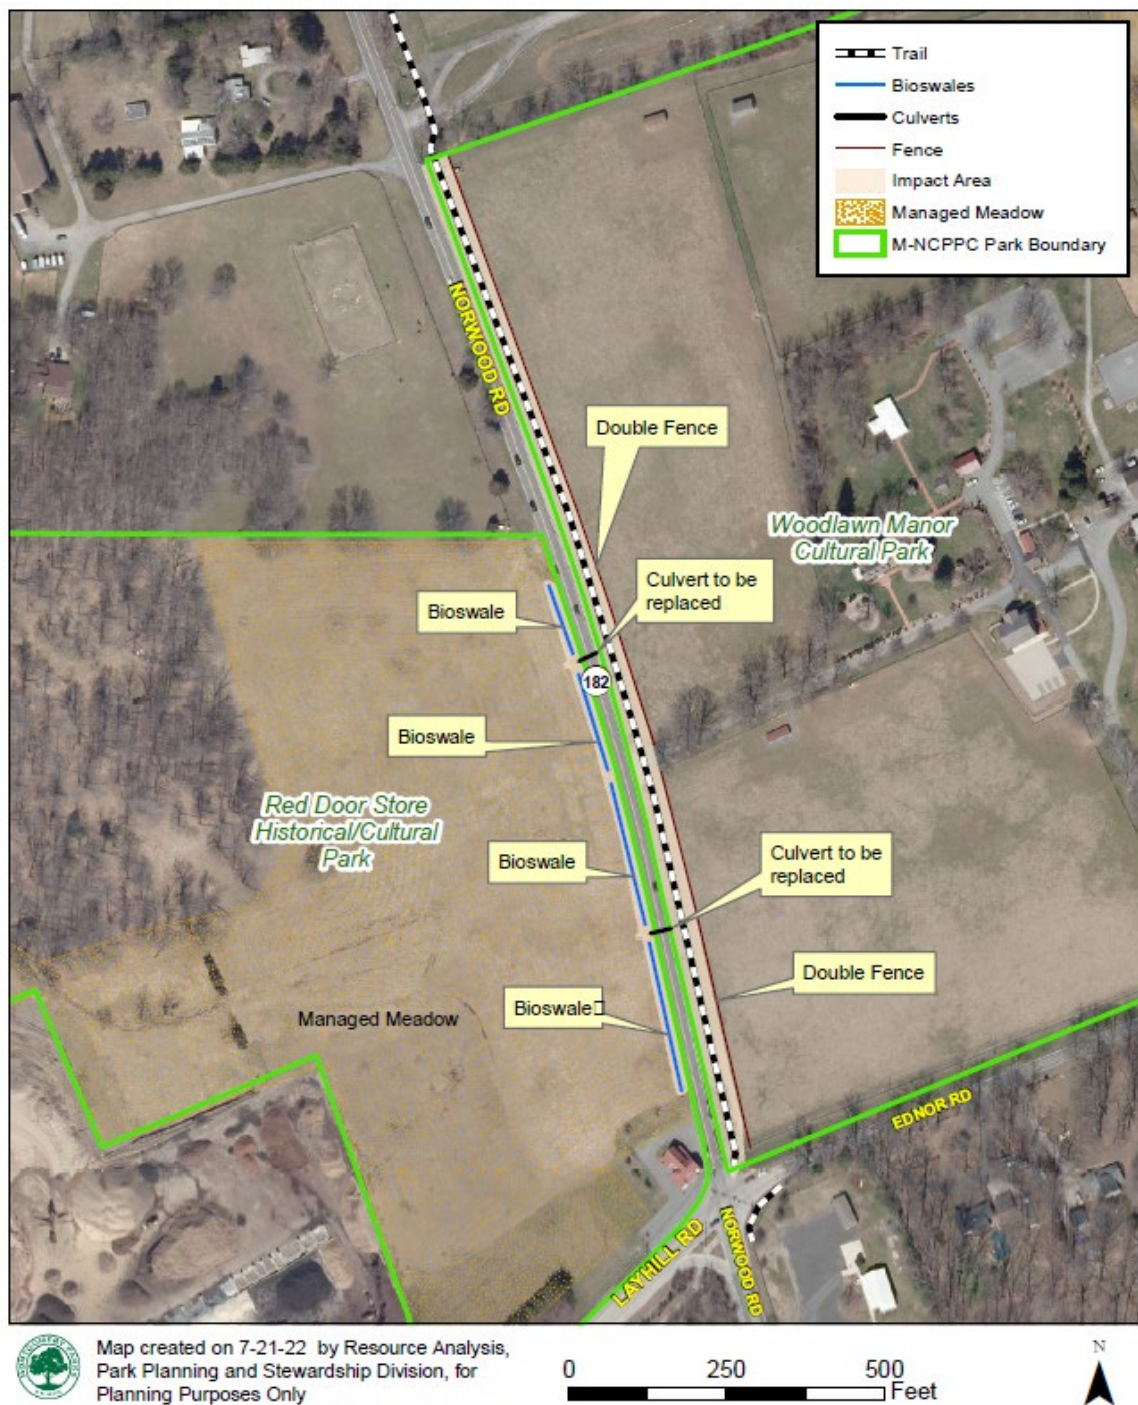 Trail
Bioswales
Culverts
Fence
Impact Area
Managed Meadow
M-NCPPC Park Boundary
NORWOOD RD
Double Fence
Woodlawn Manor
Cultural Park
Culvert to be
replaced
Bioswale
182
Bioswale
Red Door Store
Historical/Cultural
Park
Bioswale
Culvert to be
replaced
Double Fence
Bioswale
Managed Meadow
EDNOR RD
LAYHILL RD
NORWOOD RD
Map created on 7-21-22 by Resource Analysis,
Park Planning and Stewardship Division, for
Planning Purposes Only
0 250 500
Feet
N